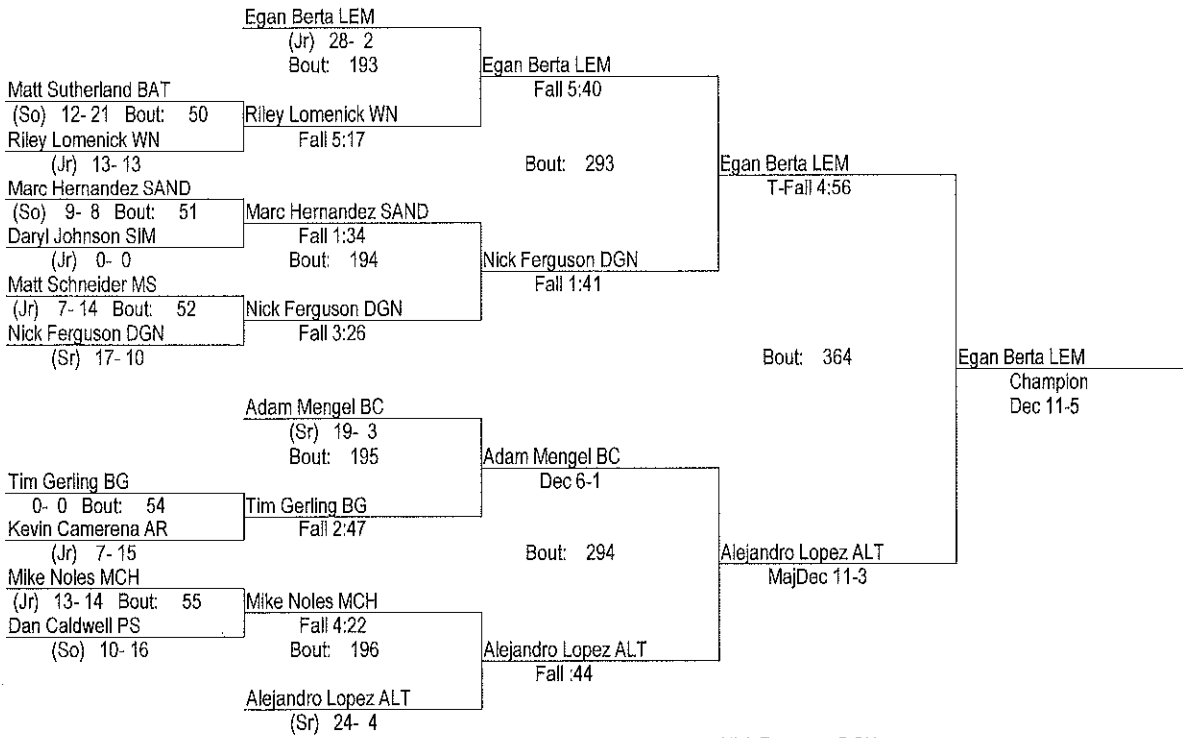 Egan Berta LEM
(Jr) 28- 2
Bout: 193
Egan Berta LEM
Fall 5:40
Matt Sutherland BAT
(So) 12- 21 Bout: 50
Riley Lomenick WN
Riley Lomenick WN
Fall 5:17
(Jr) 13- 13
Bout: 293
Egan Berta LEM
T-Fall 4:56
Marc Hernandez SAND
(So) 9- 8 Bout: 51
Marc Hernandez SAND
Daryl Johnson SIM
Fall 1:34
(Jr) 0- 0
Bout: 194
Nick Ferguson DGN
Fall 1:41
Matt Schneider MS
(Jr) 7- 14 Bout: 52
Nick Ferguson DGN
Nick Ferguson DGN
Fall 3:26
(Sr) 17- 10
Bout: 364
Egan Berta LEM
Champion
Dec 11-5
Adam Mengel BC
(Sr) 19- 3
Bout: 195
Adam Mengel BC
Dec 6-1
Tim Gerling BG
0- 0 Bout: 54
Tim Gerling BG
Kevin Camerena AR
Fall 2:47
(Jr) 7- 15
Bout: 294
Alejandro Lopez ALT
MajDec 11-3
Mike Noles MCH
(Jr) 13- 14 Bout: 55
Mike Noles MCH
Dan Caldwell PS
Fall 4:22
(So) 10- 16
Bout: 196
Alejandro Lopez ALT
Fall :44
Alejandro Lopez ALT
(Sr) 24- 4